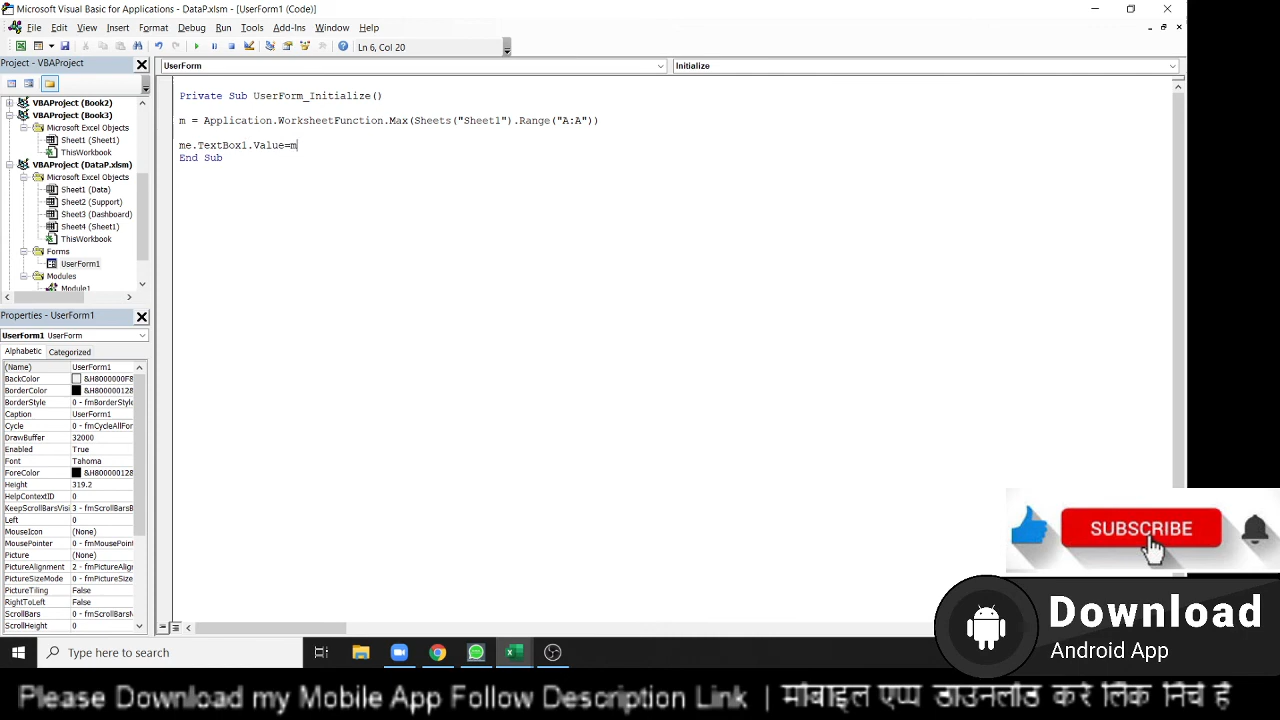 Microsoft Visual Basic for Applications - DataP.xlsm - [UserForm1 (Code)]
File Edit View Insert Format Debug Run Tools Add-Ins Window Help
Ln 6, Col 20
Project - VBAProject
UserForm
Initialize
VBAProject (Book2)
VBAProject (Book3)
Microsoft Excel Objects
Sheet1 (Sheet1)
ThisWorkbook
VBAProject (DataP.xlsm)
Microsoft Excel Objects
Sheet1 (Data)
Sheet2 (Support)
Sheet3 (Dashboard)
Sheet4 (Sheet1)
ThisWorkbook
Forms
UserForm1
Modules
Module1
Private Sub UserForm_Initialize()
m = Application.WorksheetFunction.Max(Sheets("Sheet1").Range("A:A"))
me.TextBox1.Value=m
End Sub
Properties - UserForm1
UserForm1 UserForm
Alphabetic Categorized
(Name) UserForm1
BackColor &H8000000F&
BorderColor &H80000012&
BorderStyle 0 - fmBorderStyle
Caption UserForm1
Cycle 0 - fmCycleAllFor
DrawBuffer 32000
Enabled True
Font Tahoma
ForeColor &H80000012&
Height 319.2
HelpContextID 0
KeepScrollBarsVisi 3 - fmScrollBarsB
Left 0
MouseIcon (None)
MousePointer 0 - fmMousePoint
Picture (None)
PictureAlignment 2 - fmPictureAlig
PictureSizeMode 0 - fmPictureSize
PictureTiling False
RightToLeft False
ScrollBars 0 - fmScrollBarsN
ScrollHeight 0
SUBSCRIBE
Download
Android App
Type here to search
Please Download my Mobile App Follow Description Link | मोबाइल एप्प डाउनलोड करे लिंक निचे है